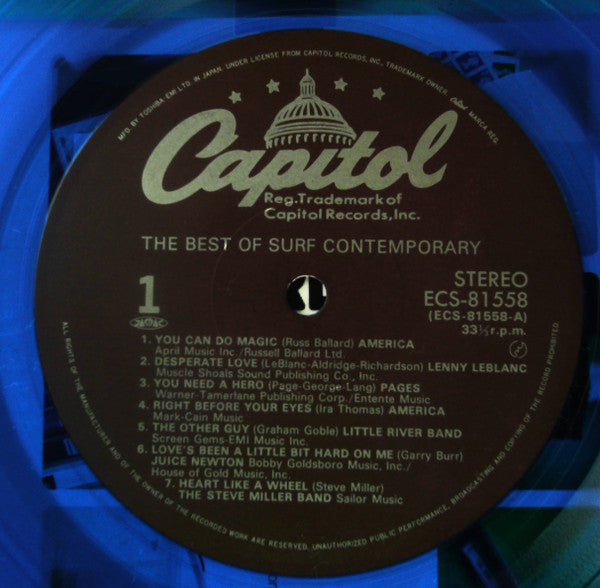 MFD. BY TOSHIBA-EMI LTD. IN JAPAN, UNDER LICENSE FROM CAPITOL RECORDS, INC., TRADEMARK OWNER. Capitol MARCA REG.
Capitol
Reg.Trademark of
Capitol Records,Inc.
THE BEST OF SURF CONTEMPORARY
1
STEREO
ECS-81558
(ECS-81558-A)
33⅓r.p.m.
1. YOU CAN DO MAGIC (Russ Ballard) AMERICA
April Music Inc./Russell Ballard Ltd.
2. DESPERATE LOVE (LeBlanc-Aldridge-Richardson) LENNY LEBLANC
Muscle Shoals Sound Publishing Co., Inc.
3. YOU NEED A HERO (Page-George-Lang) PAGES
Warner-Tamerlane Publishing Corp./Entente Music
4. RIGHT BEFORE YOUR EYES (Ira Thomas) AMERICA
Mark-Cain Music
5. THE OTHER GUY (Graham Goble) LITTLE RIVER BAND
Screen Gems-EMI Music Inc.
6. LOVE'S BEEN A LITTLE BIT HARD ON ME (Garry Burr)
JUICE NEWTON Bobby Goldsboro Music, Inc./
House of Gold Music, Inc.
7. HEART LIKE A WHEEL (Steve Miller)
THE STEVE MILLER BAND Sailor Music
ALL RIGHTS OF THE MANUFACTURER AND OF THE OWNER OF THE RECORDED WORK ARE RESERVED. UNAUTHORIZED PUBLIC PERFORMANCE, BROADCASTING AND COPYING OF THE RECORD PROHIBITED.